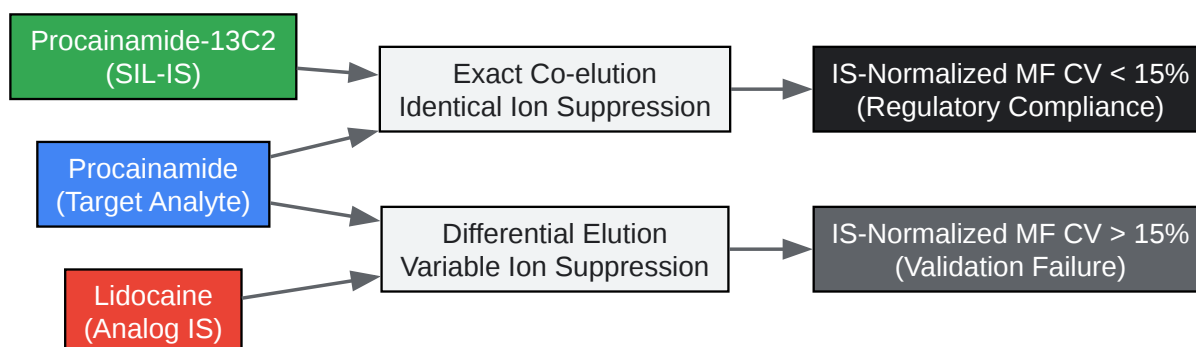 Procainamide-13C2
(SIL-IS)
Procainamide
(Target Analyte)
Lidocaine
(Analog IS)
Exact Co-elution
Identical Ion Suppression
Differential Elution
Variable Ion Suppression
IS-Normalized MF CV < 15%
(Regulatory Compliance)
IS-Normalized MF CV > 15%
(Validation Failure)